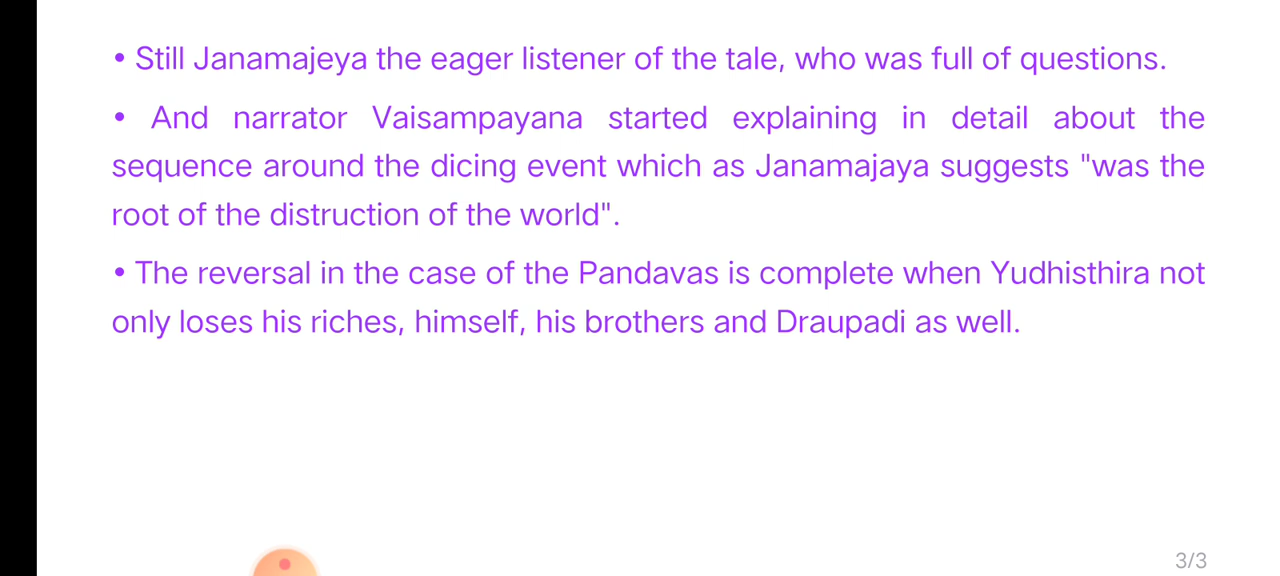 • Still Janamajeya the eager listener of the tale, who was full of questions.
• And narrator Vaisampayana started explaining in detail about the
sequence around the dicing event which as Janamajaya suggests "was the
root of the distruction of the world".
• The reversal in the case of the Pandavas is complete when Yudhisthira not
only loses his riches, himself, his brothers and Draupadi as well.
3/3